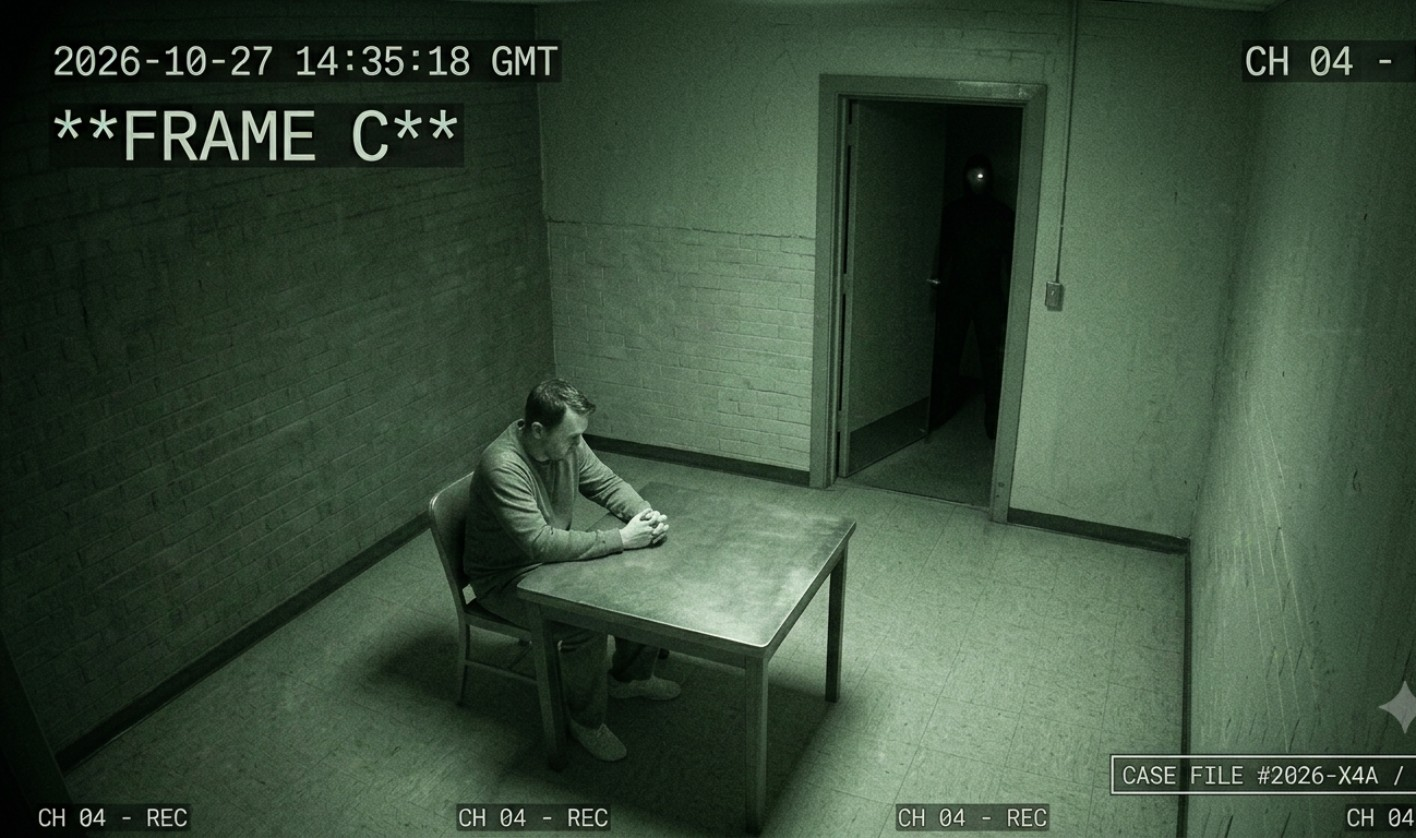 2026-10-27 14:35:18 GMT
CH 04 -
**FRAME C**
CASE FILE #2026-X4A /
CH 04 - REC
CH 04 - REC
CH 04 - REC
CH 04